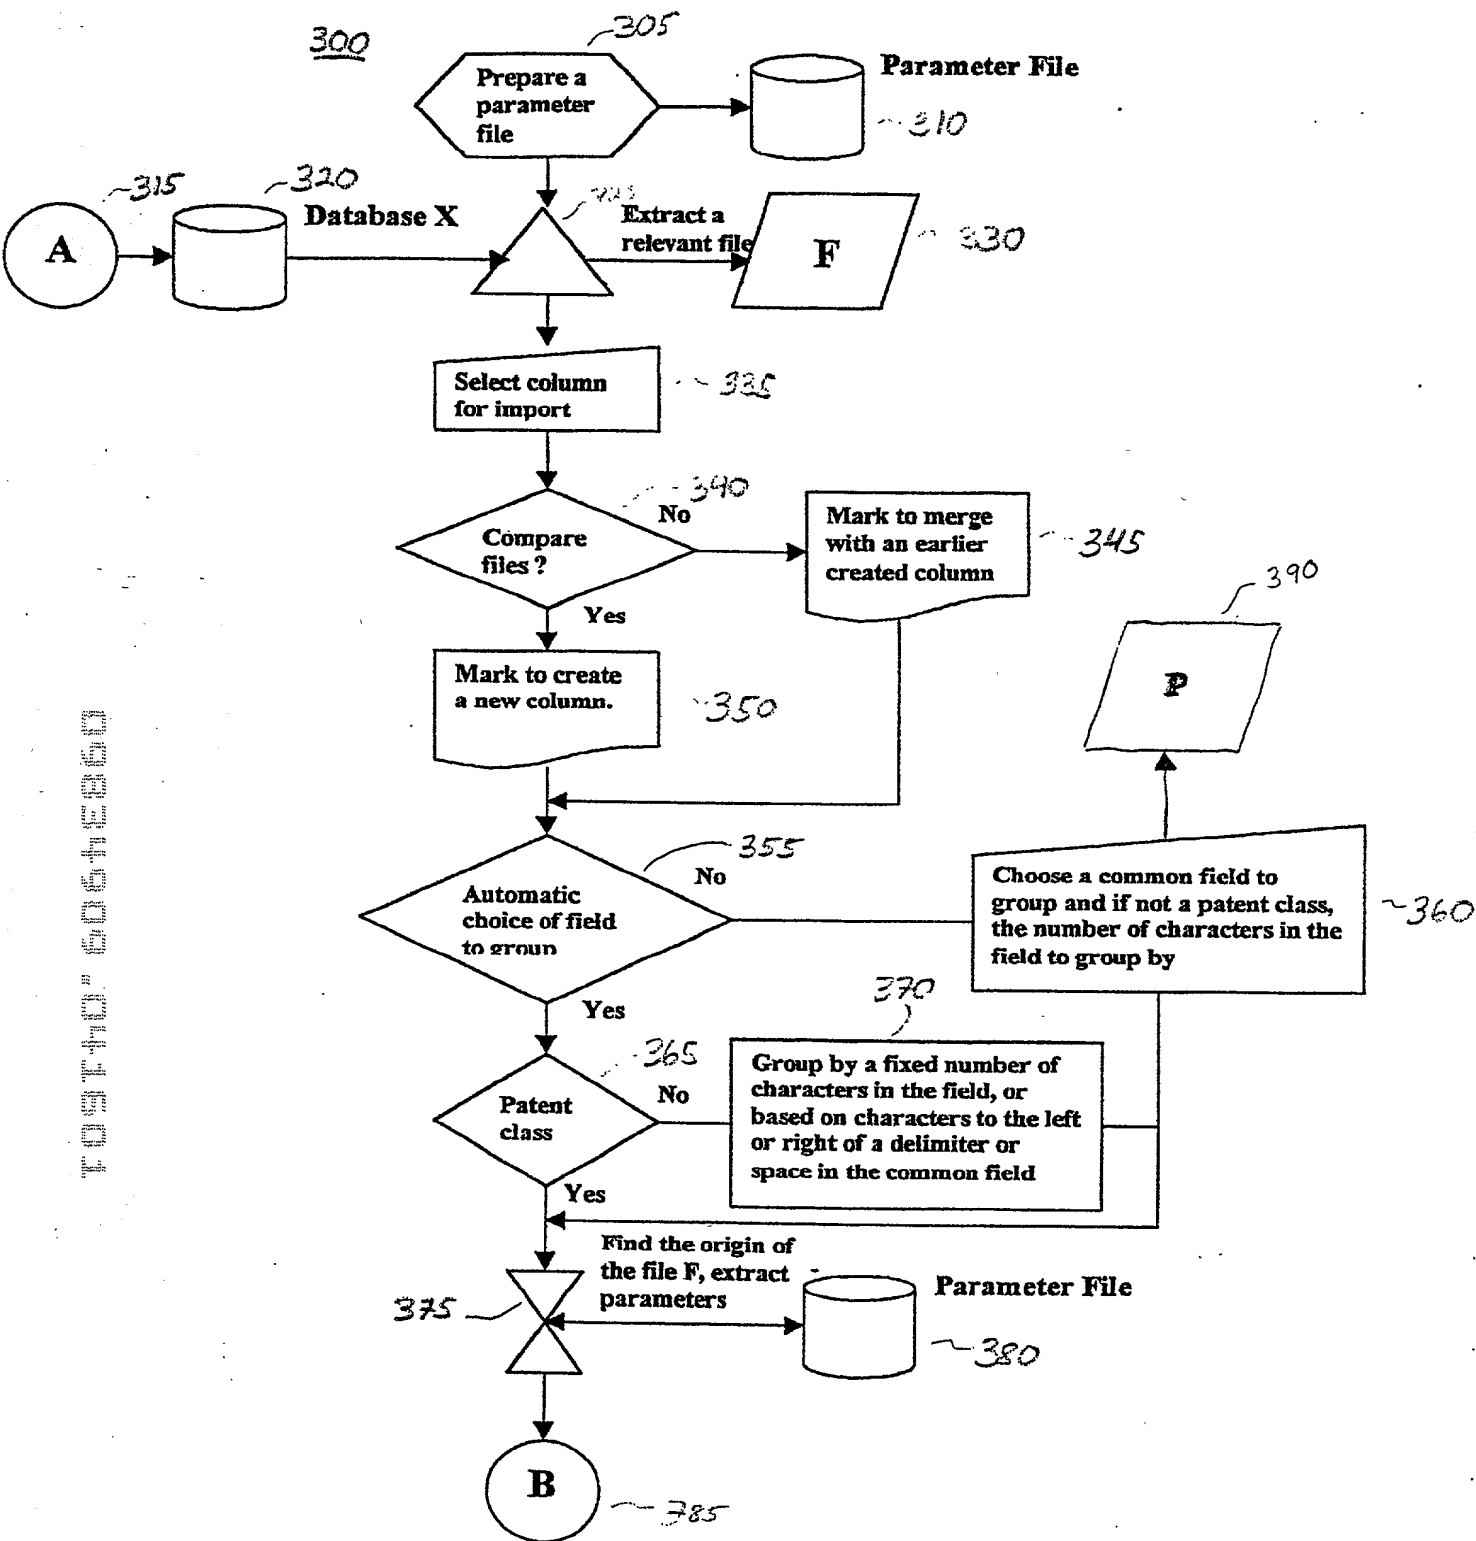 300
305
Prepare a
parameter
file
Parameter File
310
315
320
A
Database X
Extract a
relevant file
F
330
Select column
for import
335
340
Compare
files ?
No
Yes
Mark to merge
with an earlier
created column
345
Mark to create
a new column.
350
390
P
355
Automatic
choice of field
to group
No
Yes
Choose a common field to
group and if not a patent class,
the number of characters in the
field to group by
360
365
Patent
class
No
Yes
370
Group by a fixed number of
characters in the field, or
based on characters to the left
or right of a delimiter or
space in the common field
375
Find the origin of
the file F, extract
parameters
Parameter File
380
B
385